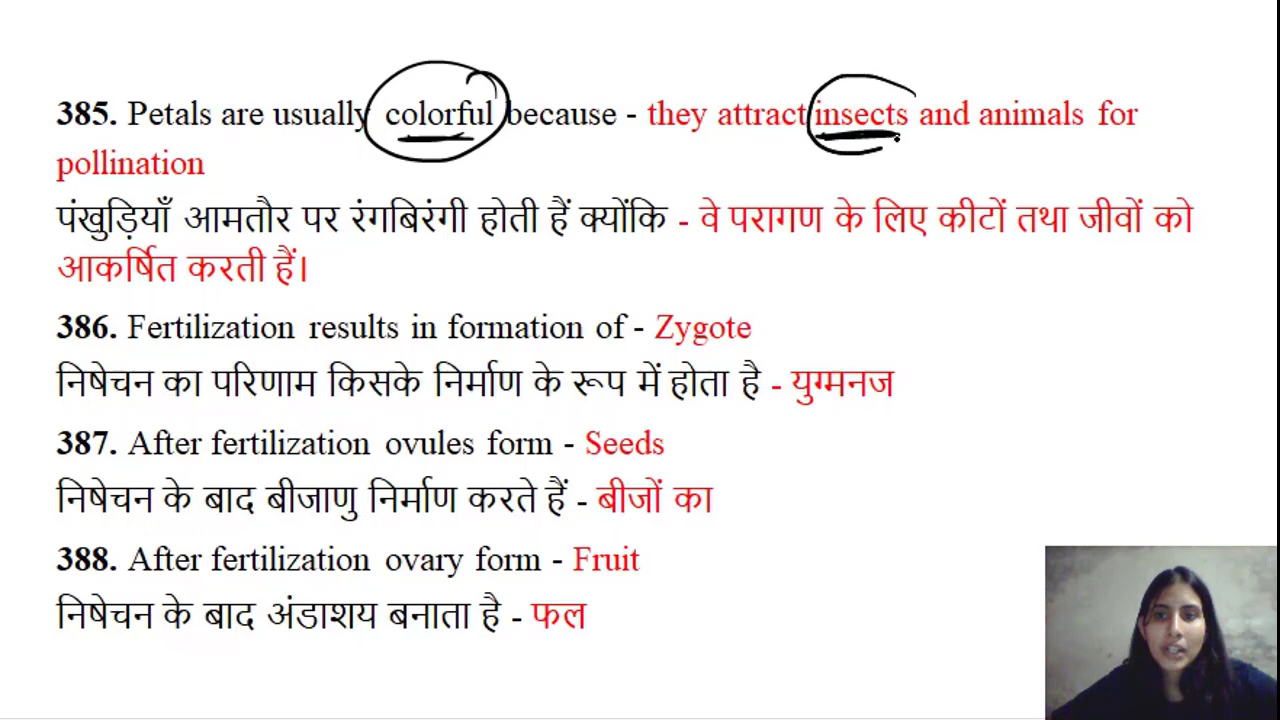 385. Petals are usually colorful because - they attract insects and animals for
pollination
पंखुड़ियाँ आमतौर पर रंगबिरंगी होती हैं क्योंकि - वे परागण के लिए कीटों तथा जीवों को
आकर्षित करती हैं।
386. Fertilization results in formation of - Zygote
निषेचन का परिणाम किसके निर्माण के रूप में होता है - युग्मनज
387. After fertilization ovules form - Seeds
निषेचन के बाद बीजाणु निर्माण करते हैं - बीजों का
388. After fertilization ovary form - Fruit
निषेचन के बाद अंडाशय बनाता है - फल